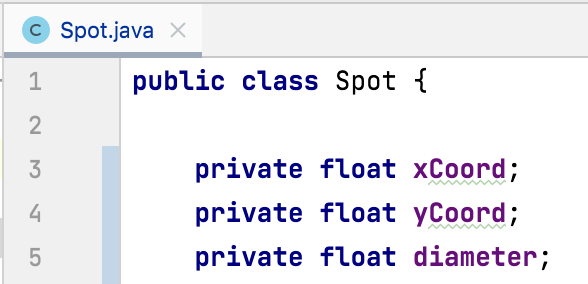 C Spot.java
1 public class Spot {
2
3 private float xCoord;
4 private float yCoord;
5 private float diameter;